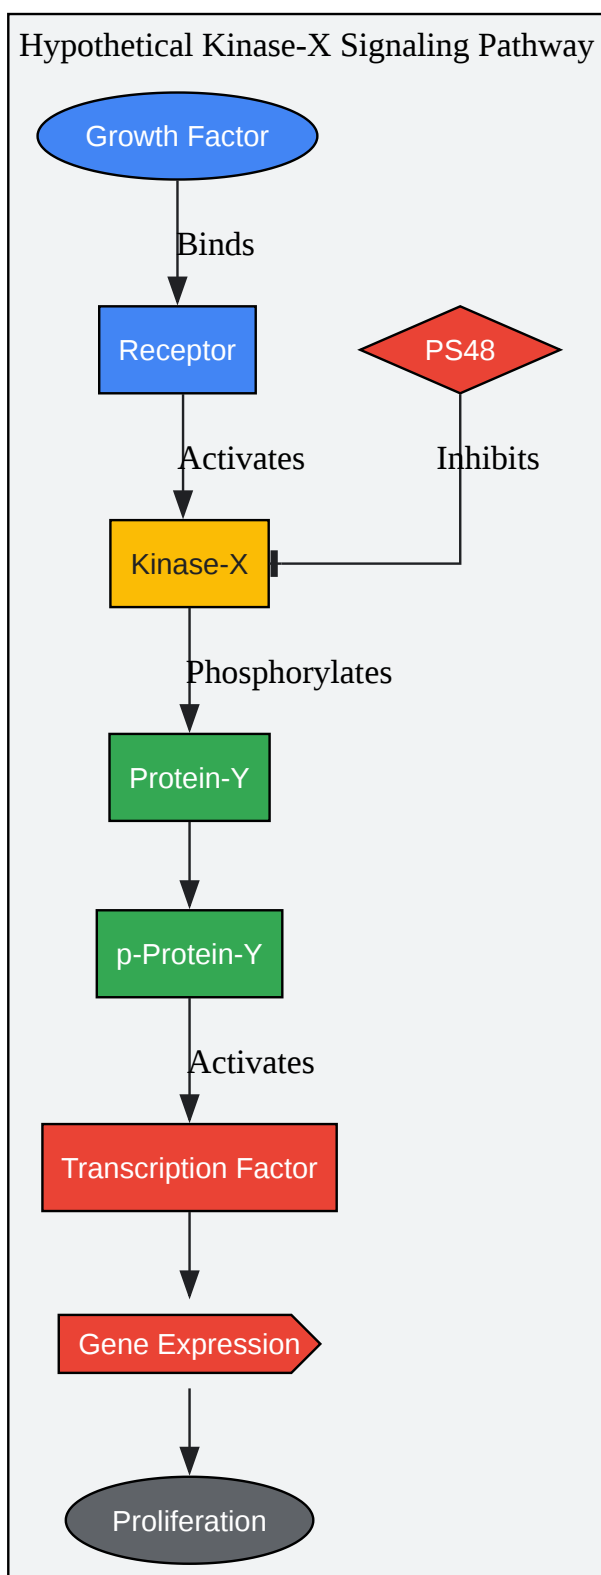 Hypothetical Kinase-X Signaling Pathway
Growth Factor
Binds
Receptor
PS48
Activates
Inhibits
Kinase-X
Phosphorylates
Protein-Y
p-Protein-Y
Activates
Transcription Factor
Gene Expression
Proliferation